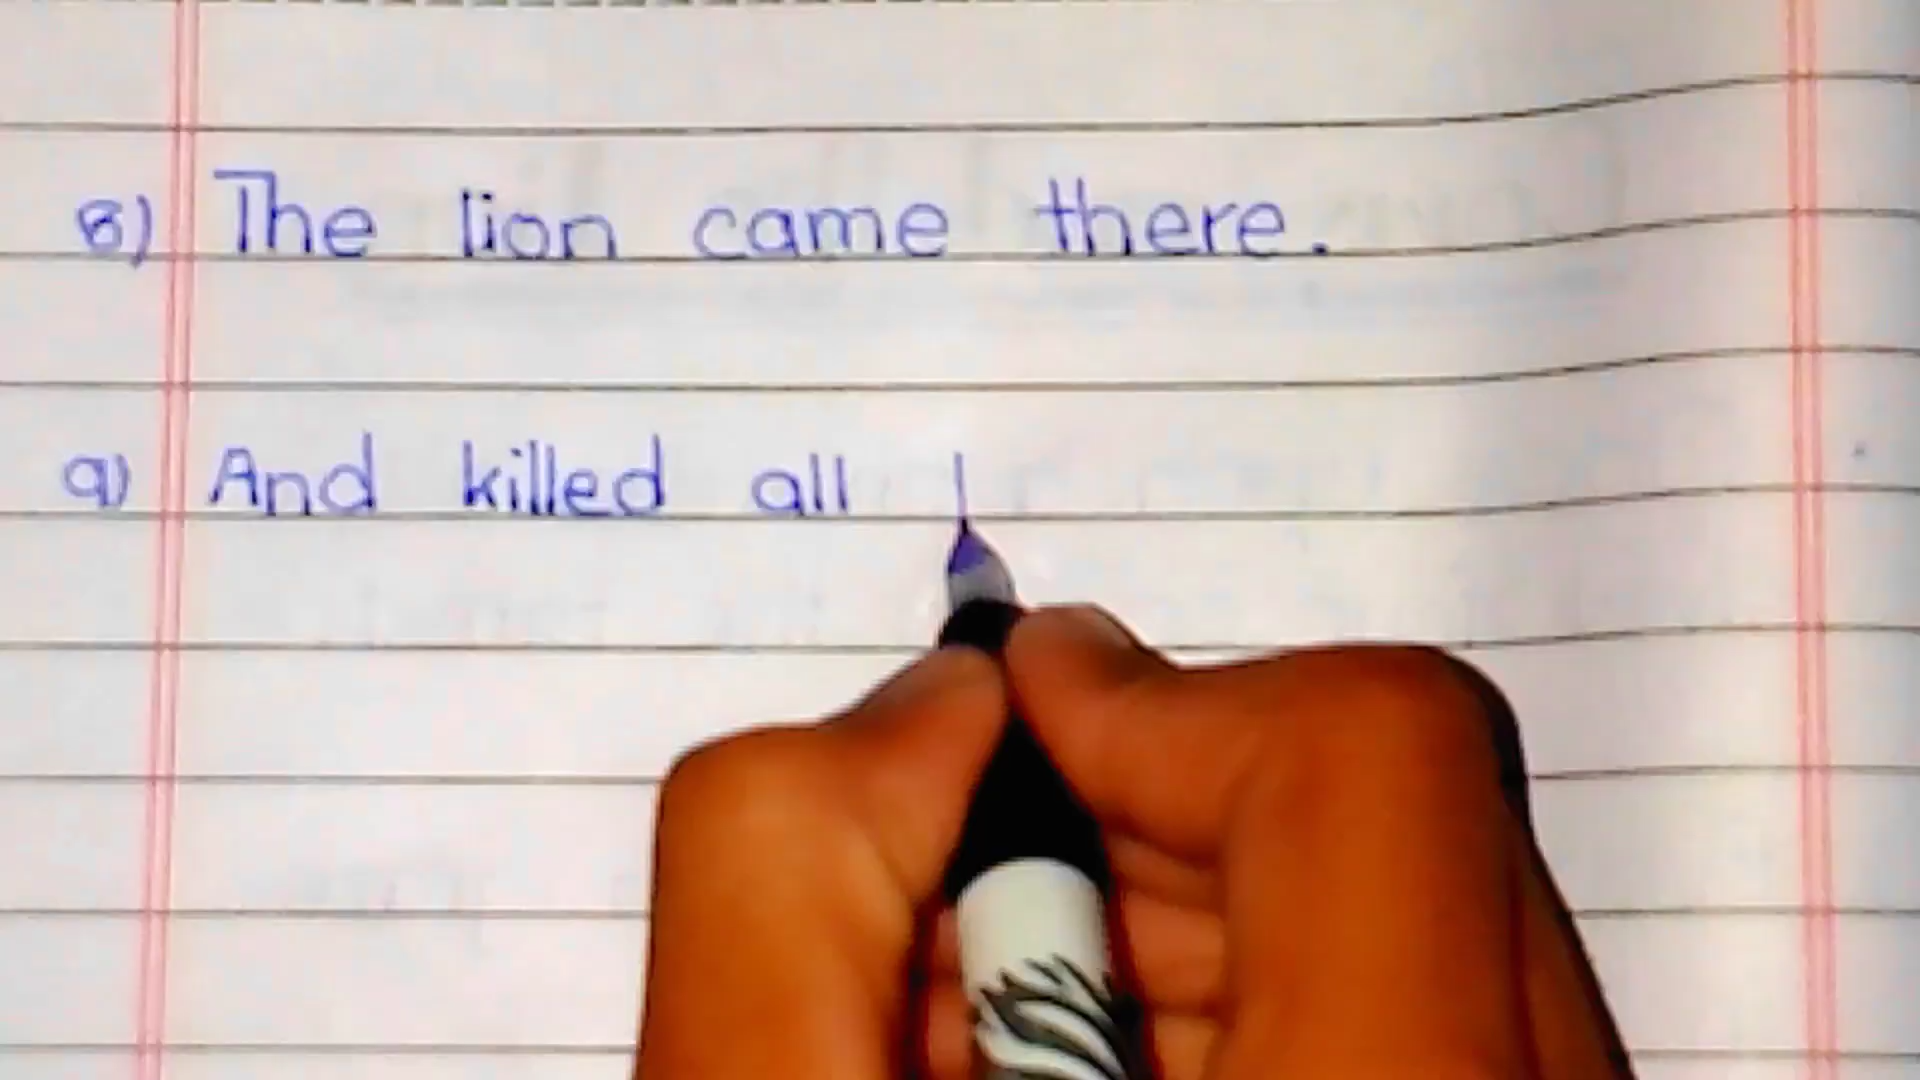 8) The lion came there.
9) And killed all